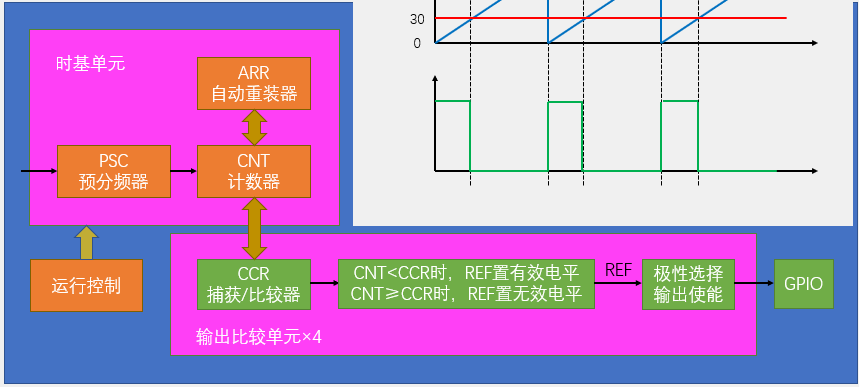 30
0
时基单元
ARR
自动重装器
PSC
预分频器
CNT
计数器
运行控制
CCR
捕获/比较器
CNT<CCR时，REF置有效电平
CNT≥CCR时，REF置无效电平
REF
极性选择
输出使能
GPIO
输出比较单元×4